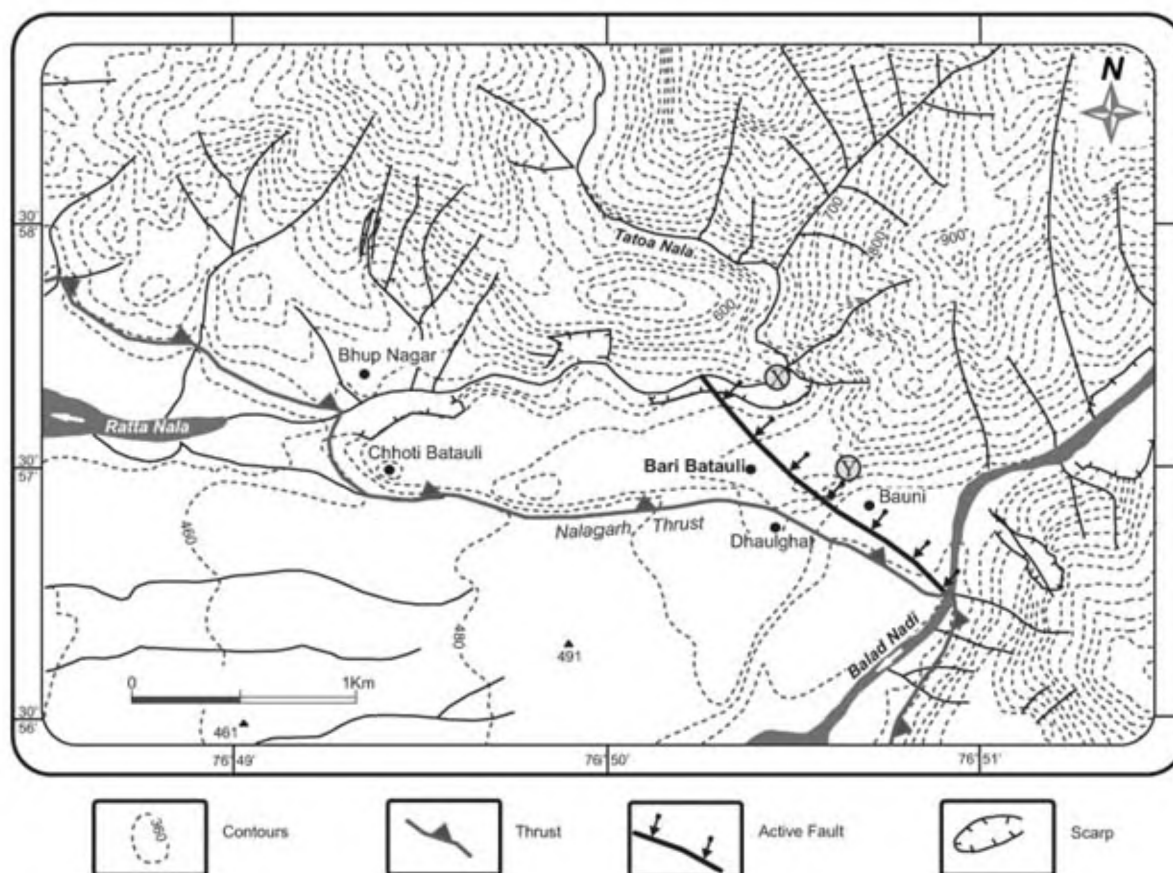 N
30'
58'
Tatoa Nala
700
800
900
600
X
Bhup Nagar
Ratta Nala
Chhoti Batauli
Bari Batauli
Y
30'
57'
Bauni
Nalagarh Thrust
Dhaulghat
460
480
491
Balad Nadi
0 1Km
461
30'
56'
76°49'
76°50'
76°51'
360
Contours
Thrust
Active Fault
Scarp